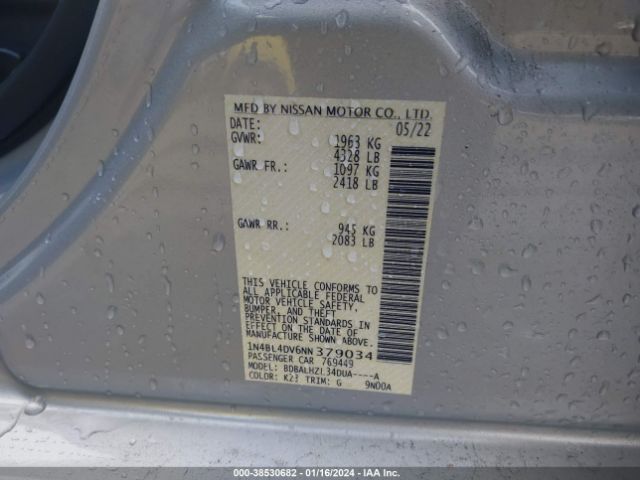 MFD BY NISSAN MOTOR CO., LTD.
DATE: 05/22
GVWR: 1963 KG
4328 LB
GAWR FR.: 1097 KG
2418 LB
GAWR RR.: 945 KG
2083 LB
THIS VEHICLE CONFORMS TO
ALL APPLICABLE FEDERAL
MOTOR VEHICLE SAFETY,
BUMPER, AND THEFT
PREVENTION STANDARDS IN
EFFECT ON THE DATE OF
MANUFACTURE SHOWN ABOVE.
1N4BL4DV6NN379034
PASSENGER CAR 769449
MODEL: BDBALHZL34DUA----A
COLOR: K23 TRIM: G 9N00A
000-38530682 - 01/16/2024 - IAA Inc.